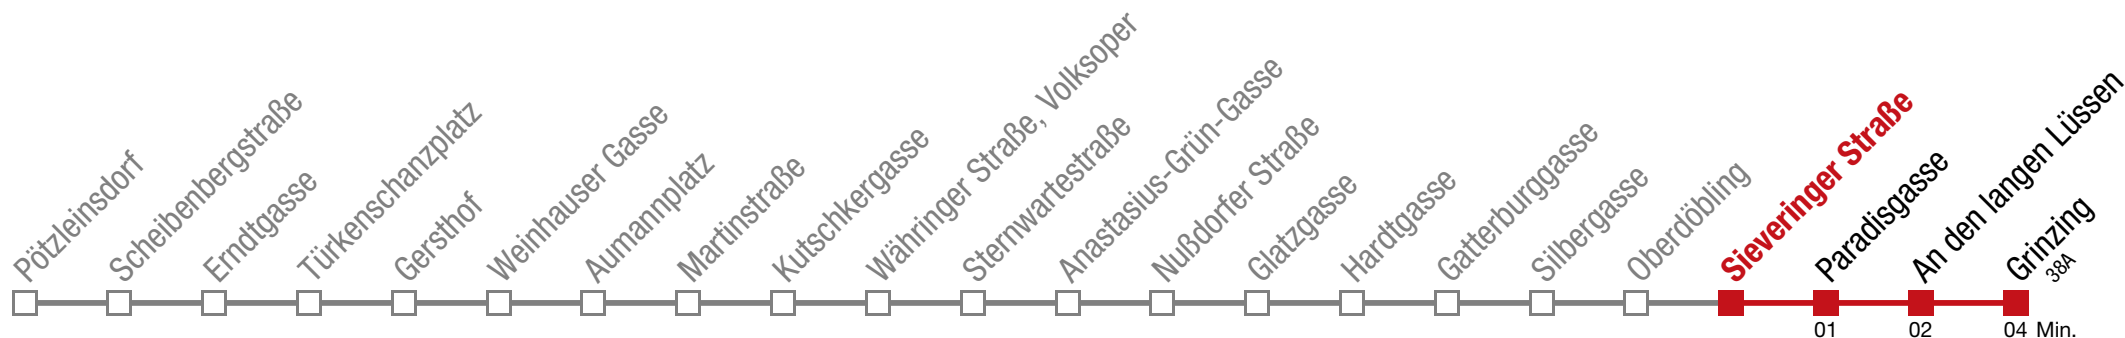 Pötzleinsdorf
Scheibenbergstraße
Erndtgasse
Türkenschanzplatz
Gersthof
Weinhauser Gasse
Aumannplatz
Martinstraße
Kutschkergasse
Währinger Straße, Volksoper
Sternwartestraße
Anastasius-Grün-Gasse
Nußdorfer Straße
Glatzgasse
Hardtgasse
Gatterburggasse
Silbergasse
Oberdöbling
Sieveringer Straße
Paradisgasse
An den langen Lüssen
Grinzing
38A
01 02 04 Min.